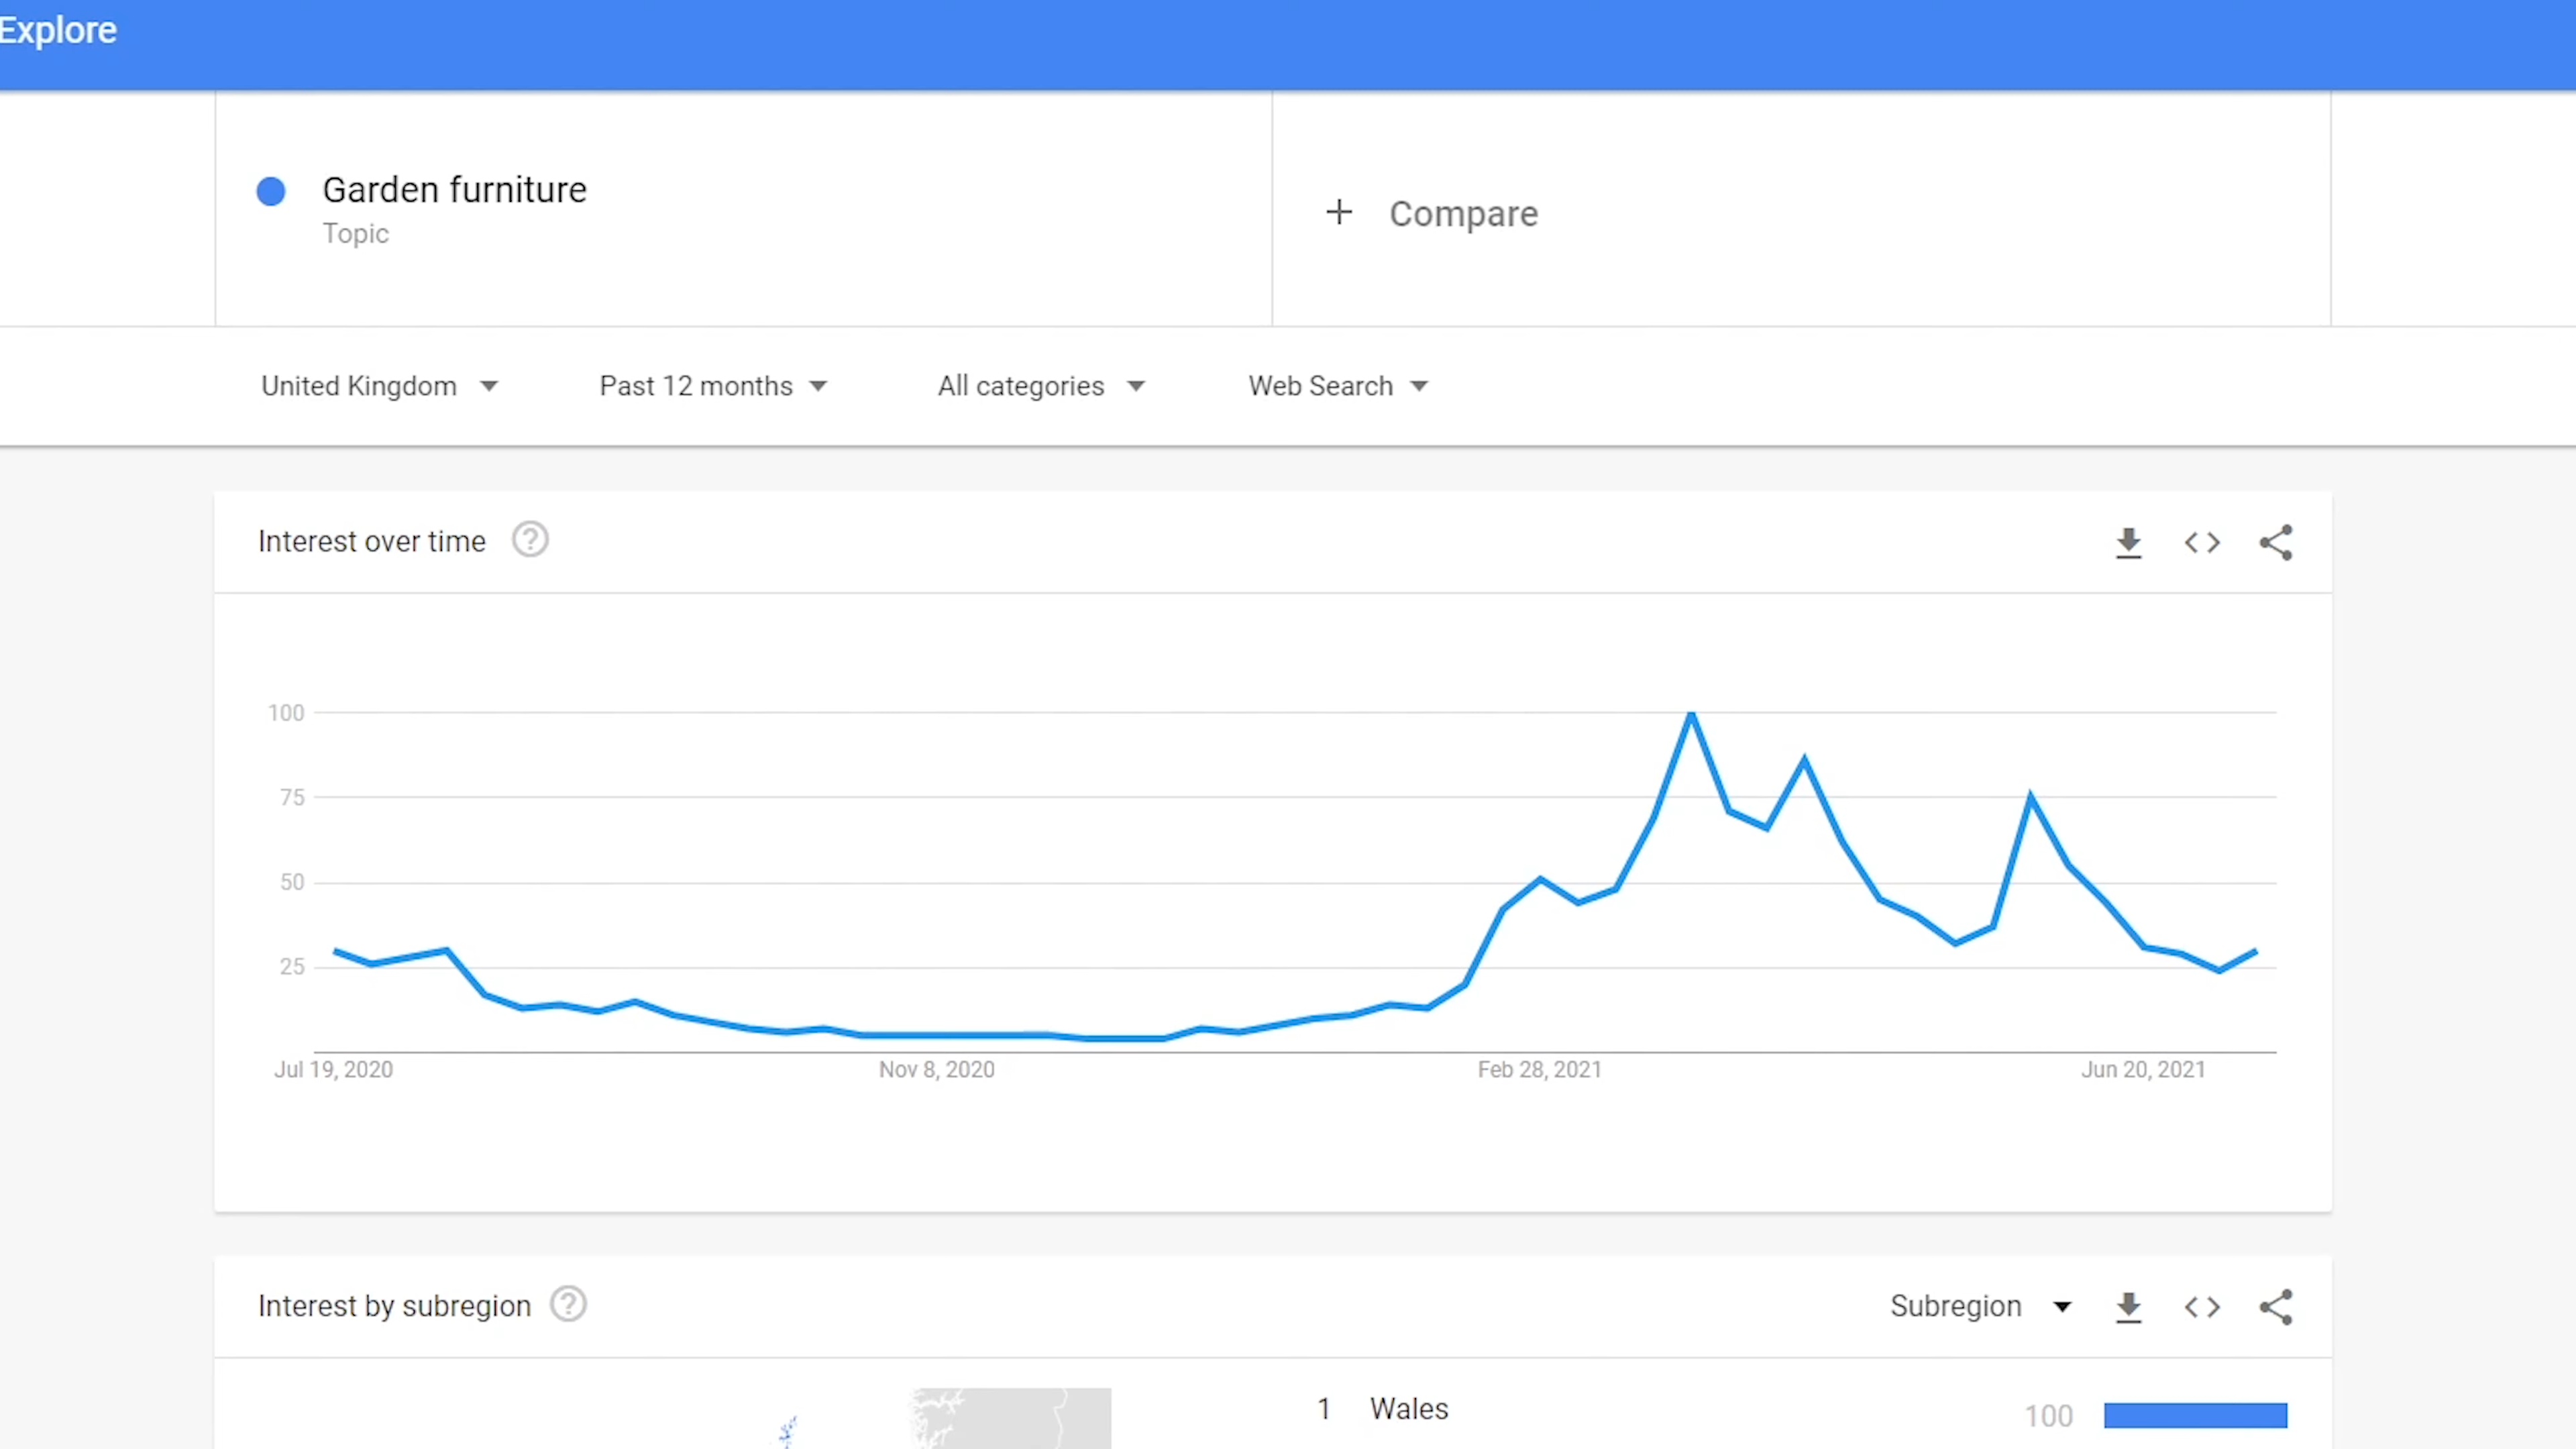 Explore
Garden furniture
Topic
+ Compare
United Kingdom Past 12 months All categories Web Search
Interest over time ?
100
75
50
25
Jul 19, 2020 Nov 8, 2020 Feb 28, 2021 Jun 20, 2021
Interest by subregion ? Subregion
1 Wales 100